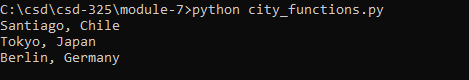 C:\csd\csd-325\module-7>python city_functions.py
Santiago, Chile
Tokyo, Japan
Berlin, Germany